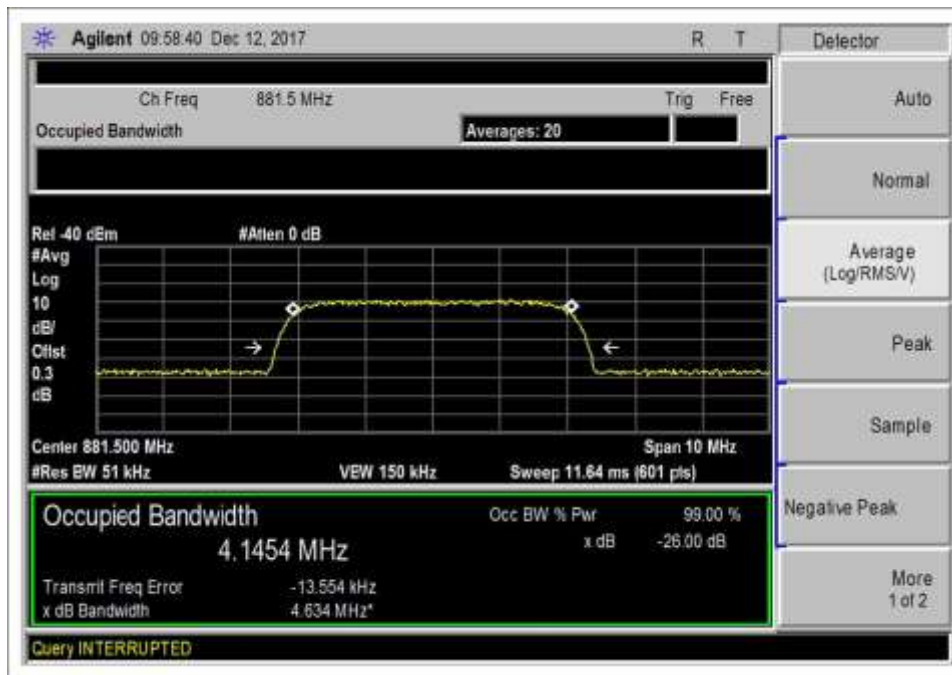 Agilent 09:58:40 Dec 12, 2017 R T
Detector
Ch Freq 881.5 MHz Trig Free
Occupied Bandwidth Averages: 20
Auto
Normal
Average
(Log/RMS/V)
Peak
Sample
Negative Peak
More
1 of 2
Ref -40 dBm #Atten 0 dB
#Avg
Log
10
dB/
Offst
0.3
dB
Center 881.500 MHz Span 10 MHz
#Res BW 51 kHz VBW 150 kHz Sweep 11.64 ms (601 pts)
Occupied Bandwidth Occ BW % Pwr 99.00 %
4.1454 MHz x dB -26.00 dB
Transmit Freq Error -13.554 kHz
x dB Bandwidth 4.634 MHz*
Query INTERRUPTED